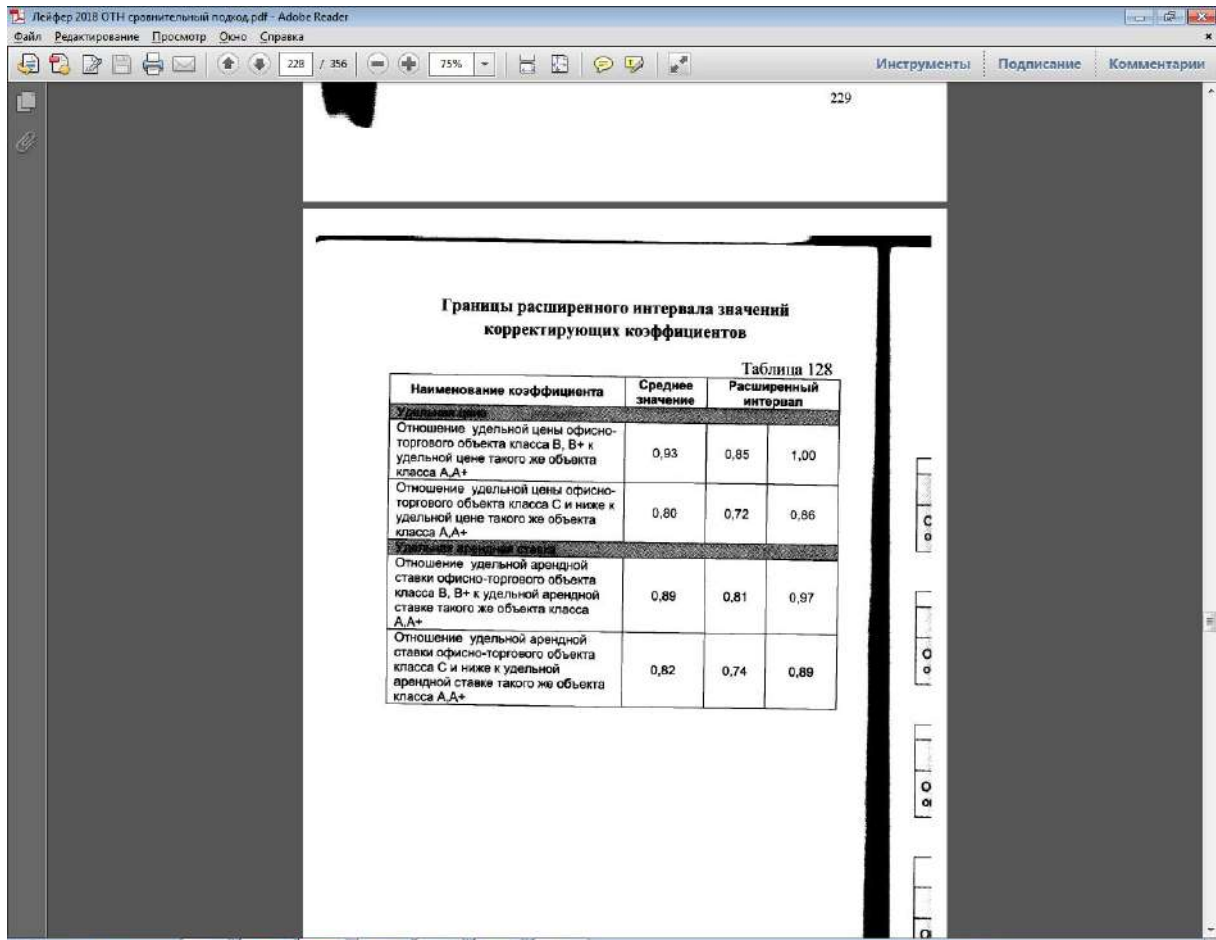 Лейфер 2018 ОТН сравнительный подход.pdf - Adobe Reader
Файл Редактирование Просмотр Окно Справка
228 / 356 75% Инструменты Подписание Комментарии
229
Границы расширенного интервала значений
корректирующих коэффициентов
Таблица 128
Наименование коэффициента Среднее значение Расширенный интервал
Удельная цена
Отношение удельной цены офисно-
торгового объекта класса В, В+ к
удельной цене такого же объекта
класса А,А+
0,93 0,85 1,00
Отношение удельной цены офисно-
торгового объекта класса С и ниже к
удельной цене такого же объекта
класса А,А+
0,80 0,72 0,86
Удельная арендная ставка
Отношение удельной арендной
ставки офисно-торгового объекта
класса В, В+ к удельной арендной
ставке такого же объекта класса
А,А+
0,89 0,81 0,97
Отношение удельной арендной
ставки офисно-торгового объекта
класса С и ниже к удельной
арендной ставке такого же объекта
класса А,А+
0,82 0,74 0,89